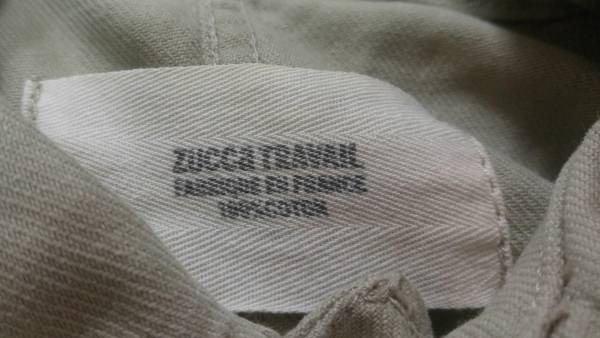 ZUCCa TRAVAIL
FABRIQUE EN FRANCE
100%COTON